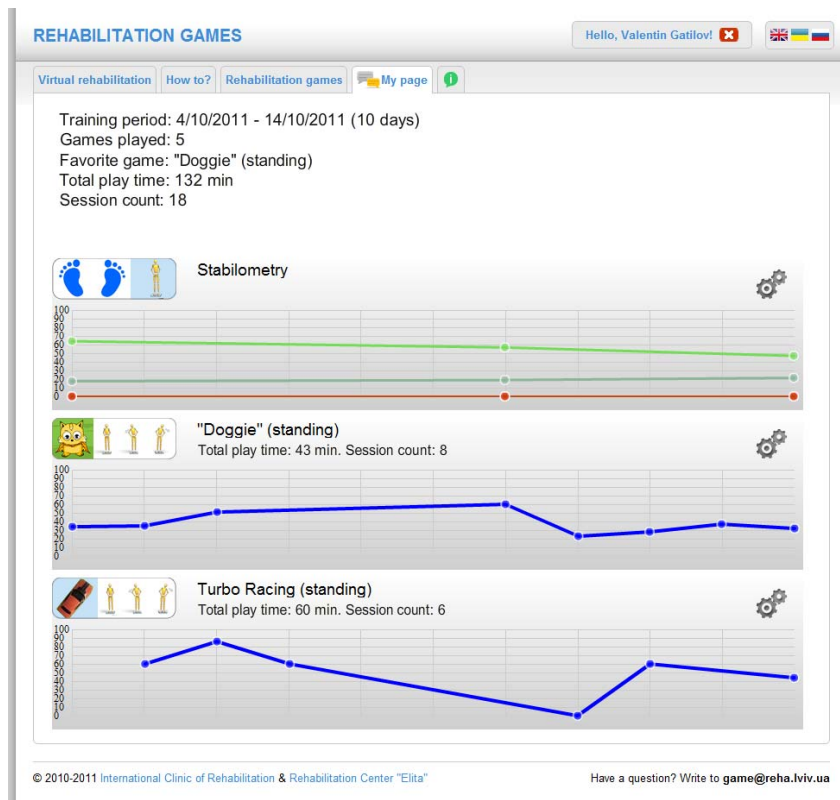 REHABILITATION GAMES
Hello, Valentin Gatilov!
Virtual rehabilitation
How to?
Rehabilitation games
My page
Training period: 4/10/2011 - 14/10/2011 (10 days)
Games played: 5
Favorite game: "Doggie" (standing)
Total play time: 132 min
Session count: 18
Stabilometry
100
90
80
70
60
50
40
30
20
10
0
"Doggie" (standing)
Total play time: 43 min. Session count: 8
100
90
80
70
60
50
40
30
20
10
0
Turbo Racing (standing)
Total play time: 60 min. Session count: 6
100
90
80
70
60
50
40
30
20
10
0
© 2010-2011 International Clinic of Rehabilitation & Rehabilitation Center "Elita"
Have a question? Write to game@reha.lviv.ua